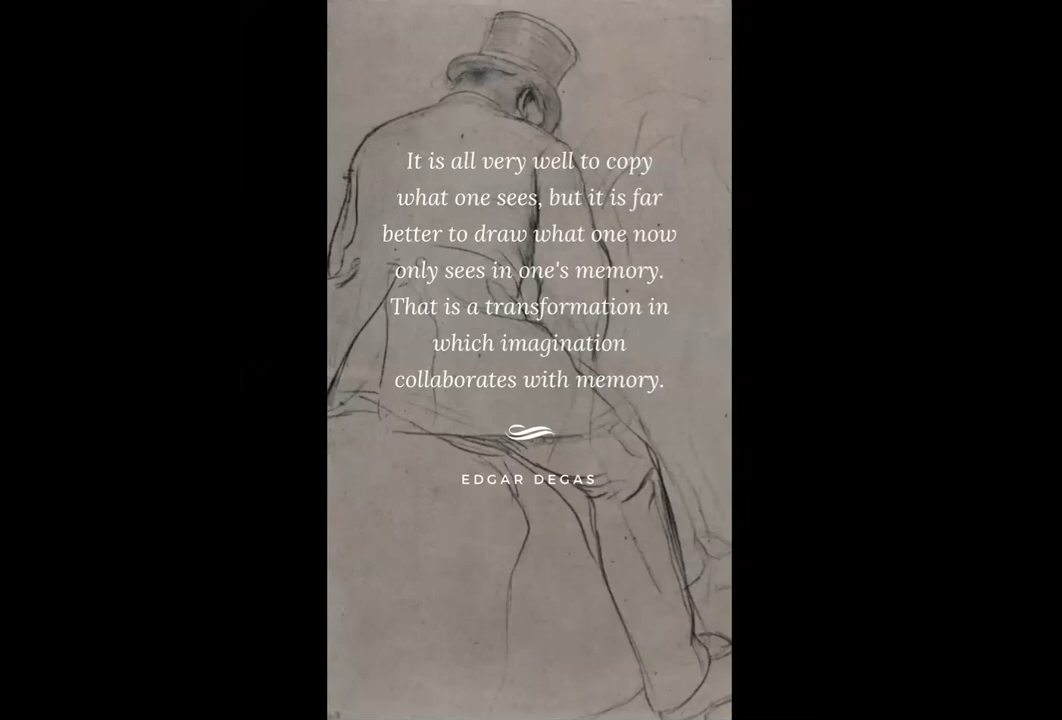 It is all very well to copy
what one sees, but it is far
better to draw what one now
only sees in one's memory.
That is a transformation in
which imagination
collaborates with memory.
EDGAR DEGAS